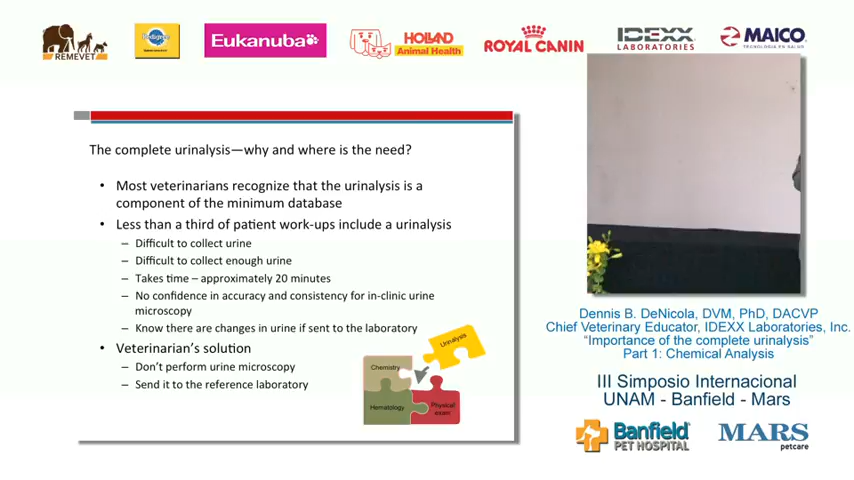 REMEVET
Pedigree
Eukanuba
HOLLAND
Animal Health
ROYAL CANIN
IDEXX
LABORATORIES
MAICO
TECNOLOGÍA EN SALUD
The complete urinalysis—why and where is the need?
• Most veterinarians recognize that the urinalysis is a
component of the minimum database
• Less than a third of patient work-ups include a urinalysis
– Difficult to collect urine
– Difficult to collect enough urine
– Takes time – approximately 20 minutes
– No confidence in accuracy and consistency for in-clinic urine
microscopy
– Know there are changes in urine if sent to the laboratory
• Veterinarian's solution
– Don't perform urine microscopy
– Send it to the reference laboratory
Urinalysis
Chemistry
Hematology
Physical
exam
Dennis B. DeNicola, DVM, PhD, DACVP
Chief Veterinary Educator, IDEXX Laboratories, Inc.
"Importance of the complete urinalysis"
Part 1: Chemical Analysis
III Simposio Internacional
UNAM - Banfield - Mars
Banfield
PET HOSPITAL
MARS
petcare